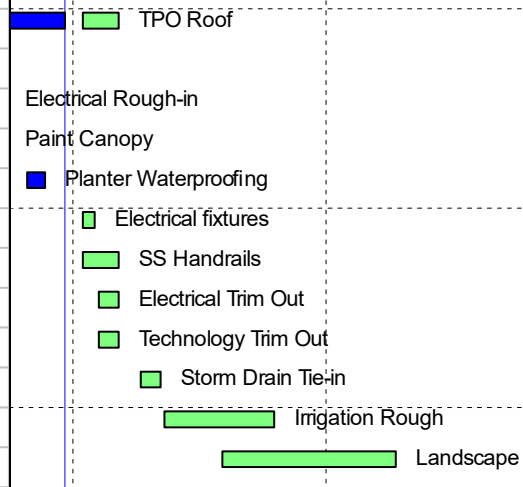 TPO Roof
Electrical Rough-in
Paint Canopy
Planter Waterproofing
Electrical fixtures
SS Handrails
Electrical Trim Out
Technology Trim Out
Storm Drain Tie-in
Irrigation Rough
Landscape